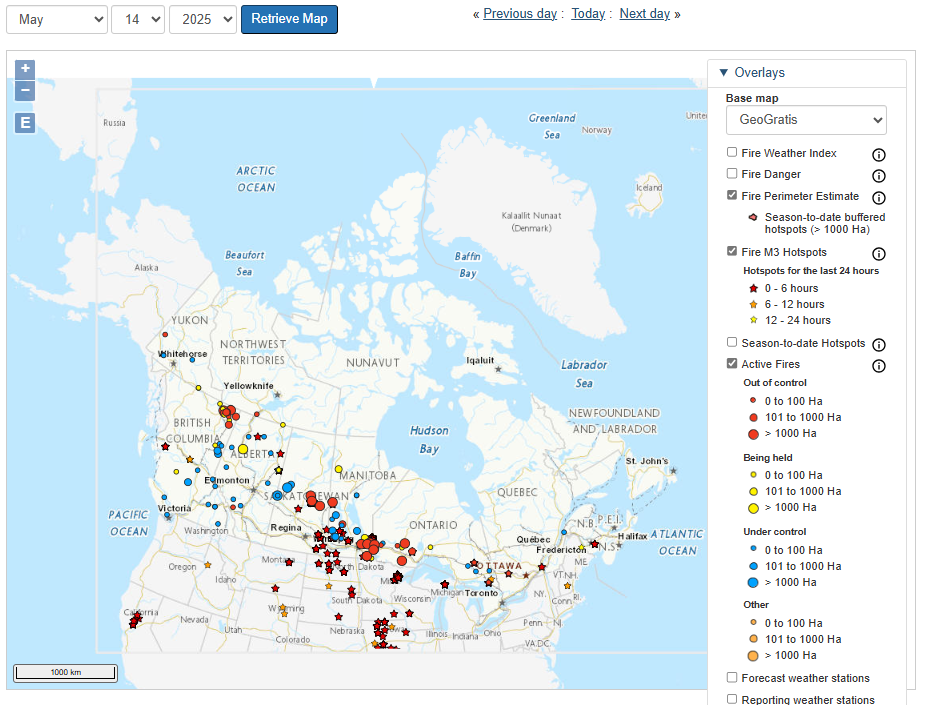 May 14 2025 Retrieve Map
« Previous day : Today : Next day »
+
−
E
Overlays
Base map
GeoGratis
Fire Weather Index
Fire Danger
Fire Perimeter Estimate
Season-to-date buffered
hotspots (> 1000 Ha)
Fire M3 Hotspots
Hotspots for the last 24 hours
0 - 6 hours
6 - 12 hours
12 - 24 hours
Season-to-date Hotspots
Active Fires
Out of control
0 to 100 Ha
101 to 1000 Ha
> 1000 Ha
Being held
0 to 100 Ha
101 to 1000 Ha
> 1000 Ha
Under control
0 to 100 Ha
101 to 1000 Ha
> 1000 Ha
Other
0 to 100 Ha
101 to 1000 Ha
> 1000 Ha
Forecast weather stations
Reporting weather stations
Russia
Greenland
Sea
Norway
ARCTIC
OCEAN
Iceland
Kalaallit Nunaat
(Denmark)
Beaufort
Sea
Baffin
Bay
Alaska
YUKON
Whitehorse
NORTHWEST
TERRITORIES
NUNAVUT
Iqaluit
Labrador
Sea
Yellowknife
BRITISH
COLUMBIA
ALBERTA
Hudson
Bay
NEWFOUNDLAND
AND LABRADOR
St. John's
Edmonton
MANITOBA
SASKATCHEWAN
QUEBEC
Victoria
PACIFIC
OCEAN
Regina
ONTARIO
N.B.
P.E.I.
Halifax
ATLANTIC
OCEAN
Québec
Fredericton
N.S.
Washington
OTTAWA
Oregon
Idaho
South Dakota
Wisconsin
Michigan
Toronto
VT.
N.H.
NY.
Conn
R.I.
California
Nevada
Utah
Wyoming
Colorado
Nebraska
Illinois
Indiana
Ohio
Penn.
NJ.
VA.
D.C.
1000 km